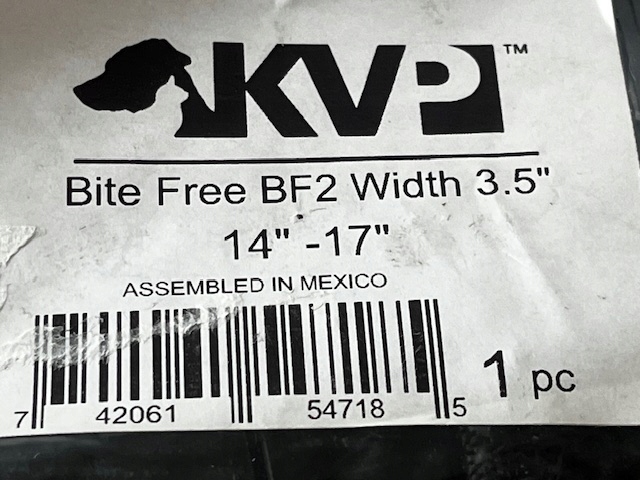 KVP™
Bite Free BF2 Width 3.5"
14" -17"
ASSEMBLED IN MEXICO
1 pc
7 42061 54718 5